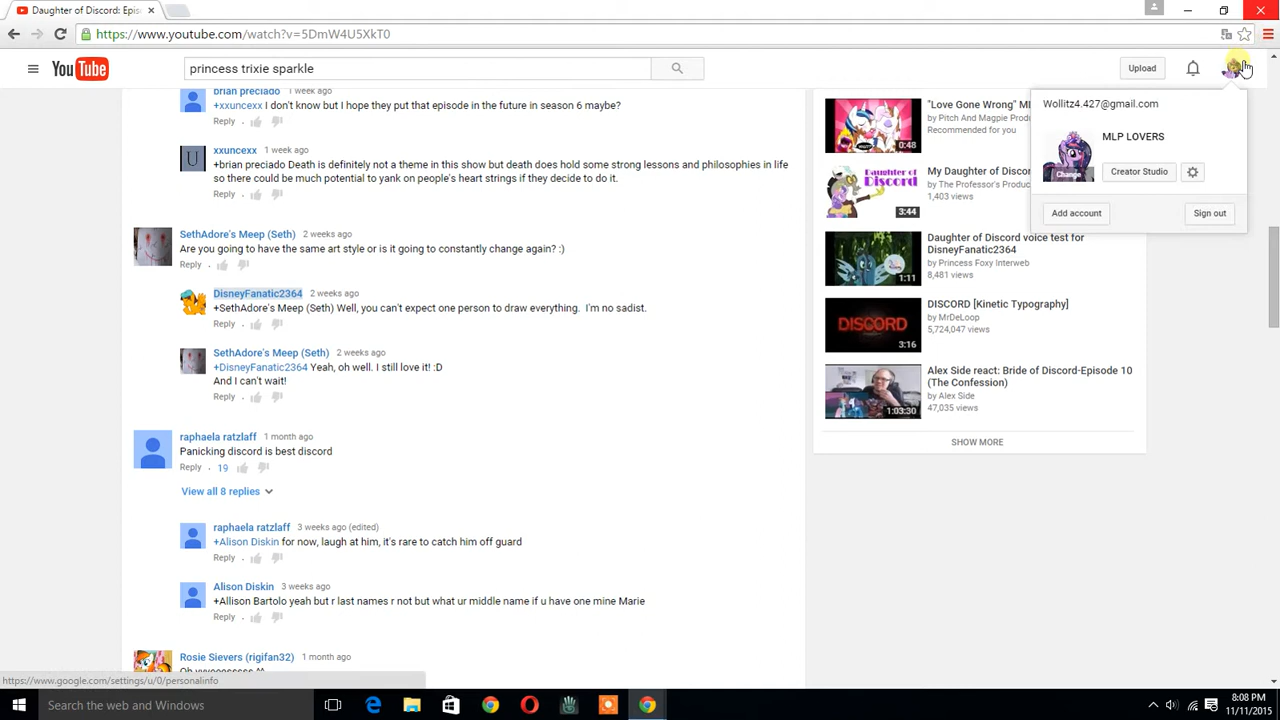 Daughter of Discord: Epis
https://www.youtube.com/watch?v=5DmW4U5XkT0
YouTube
princess trixie sparkle
Upload
brian preciado 1 week ago
+xxuncexx I don't know but I hope they put that episode in the future in season 6 maybe?
Reply .
U
xxuncexx 1 week ago
+brian preciado Death is definitely not a theme in this show but death does hold some strong lessons and philosophies in life
so there could be much potential to yank on people's heart strings if they decide to do it.
Reply .
SethAdore's Meep (Seth) 2 weeks ago
Are you going to have the same art style or is it going to constantly change again? :)
Reply .
DisneyFanatic2364 2 weeks ago
+SethAdore's Meep (Seth) Well, you can't expect one person to draw everything. I'm no sadist.
Reply .
SethAdore's Meep (Seth) 2 weeks ago
+DisneyFanatic2364 Yeah, oh well. I still love it! :D
And I can't wait!
Reply .
raphaela ratzlaff 1 month ago
Panicking discord is best discord
Reply . 19
View all 8 replies
raphaela ratzlaff 3 weeks ago (edited)
+Alison Diskin for now, laugh at him, it's rare to catch him off guard
Reply .
Alison Diskin 3 weeks ago
+Allison Bartolo yeah but r last names r not but what ur middle name if u have one mine Marie
Reply .
Rosie Sievers (rigifan32) 1 month ago
"Love Gone Wrong" ML
by Pitch And Magpie Produ
Recommended for you
0:48
My Daughter of Discor
by The Professor's Produc
1,403 views
Daughter of DISCORD
3:44
Daughter of Discord voice test for
DisneyFanatic2364
by Princess Foxy Interweb
8,481 views
1:11
DISCORD [Kinetic Typography]
by MrDeLoop
5,724,047 views
DISCORD
3:16
Alex Side react: Bride of Discord-Episode 10
(The Confession)
by Alex Side
47,035 views
1:03:30
SHOW MORE
Wollitz4.427@gmail.com
MLP LOVERS
Change
Creator Studio
Add account
Sign out
https://www.google.com/settings/u/0/personalinfo
Search the web and Windows
8:08 PM
11/11/2015